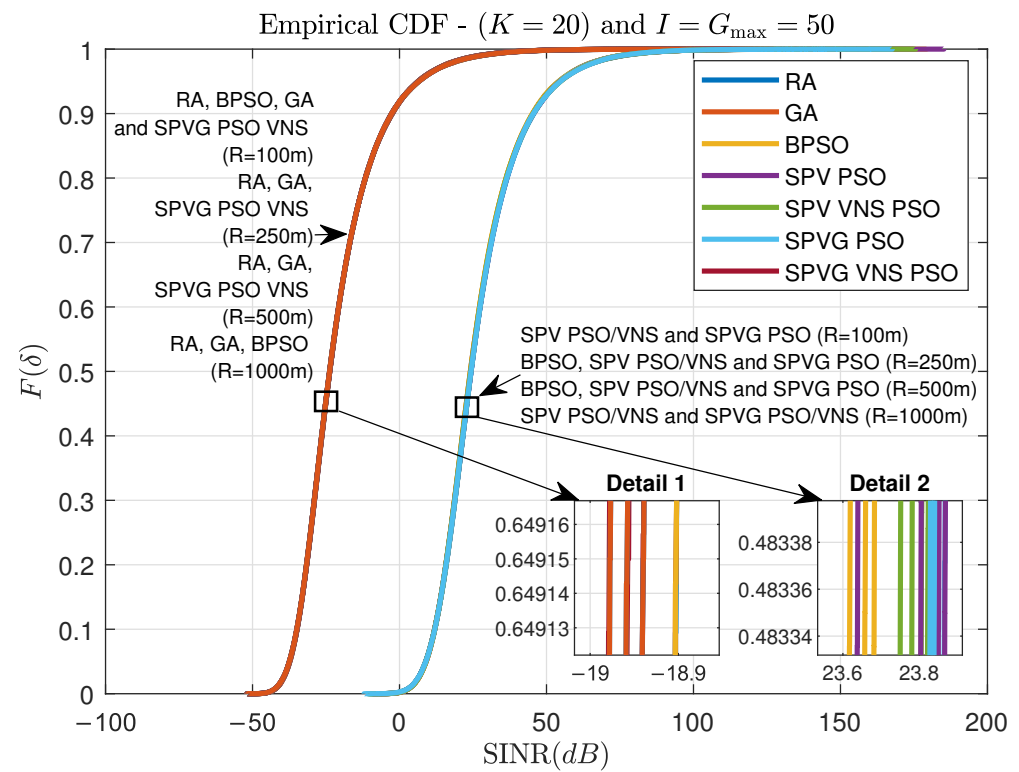 Empirical CDF - (K = 20) and I = G_max = 50
F(δ)
1
0.9
0.8
0.7
0.6
0.5
0.4
0.3
0.2
0.1
0
RA, BPSO, GA
and SPVG PSO VNS
(R=100m)
RA, GA,
SPVG PSO VNS
(R=250m)
RA, GA,
SPVG PSO VNS
(R=500m)
RA, GA, BPSO
(R=1000m)
RA
GA
BPSO
SPV PSO
SPV VNS PSO
SPVG PSO
SPVG VNS PSO
SPV PSO/VNS and SPVG PSO (R=100m)
BPSO, SPV PSO/VNS and SPVG PSO (R=250m)
BPSO, SPV PSO/VNS and SPVG PSO (R=500m)
SPV PSO/VNS and SPVG PSO/VNS (R=1000m)
Detail 1
0.64916
0.64915
0.64914
0.64913
−19 −18.9
Detail 2
0.48338
0.48336
0.48334
23.6 23.8
−100 −50 0 50 100 150 200
SINR(dB)